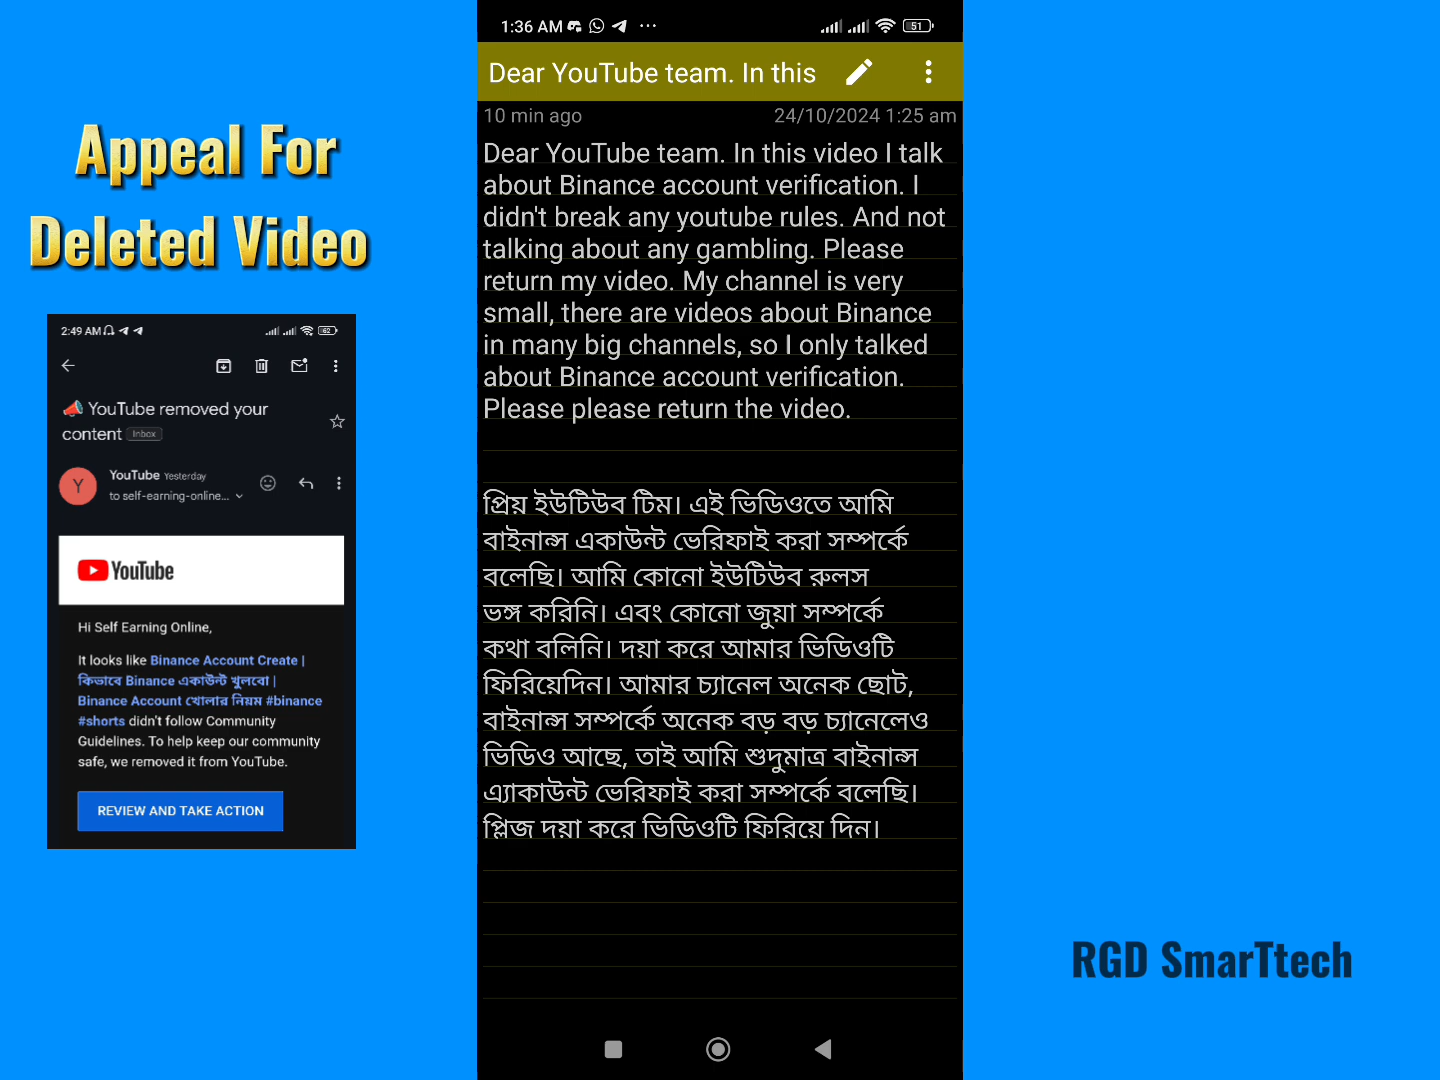 Appeal For
Deleted Video
2:49 AM
62
YouTube removed your
content Inbox
Y
YouTube Yesterday
to self-earning-online...
YouTube
Hi Self Earning Online,
It looks like Binance Account Create |
কিভাবে Binance একাউন্ট খুলবো |
Binance Account খোলার নিয়ম #binance
#shorts didn't follow Community
Guidelines. To help keep our community
safe, we removed it from YouTube.
REVIEW AND TAKE ACTION
1:36 AM
51
Dear YouTube team. In this
10 min ago 24/10/2024 1:25 am
Dear YouTube team. In this video I talk
about Binance account verification. I
didn't break any youtube rules. And not
talking about any gambling. Please
return my video. My channel is very
small, there are videos about Binance
in many big channels, so I only talked
about Binance account verification.
Please please return the video.
প্রিয় ইউটিউব টিম। এই ভিডিওতে আমি
বাইনান্স একাউন্ট ভেরিফাই করা সম্পর্কে
বলেছি। আমি কোনো ইউটিউব রুলস
ভঙ্গ করিনি। এবং কোনো জুয়া সম্পর্কে
কথা বলিনি। দয়া করে আমার ভিডিওটি
ফিরিয়েদিন। আমার চ্যানেল অনেক ছোট,
বাইনান্স সম্পর্কে অনেক বড় বড় চ্যানেলেও
ভিডিও আছে, তাই আমি শুদুমাত্র বাইনান্স
এ্যাকাউন্ট ভেরিফাই করা সম্পর্কে বলেছি।
প্লিজ দয়া করে ভিডিওটি ফিরিয়ে দিন।
RGD SmarTtech